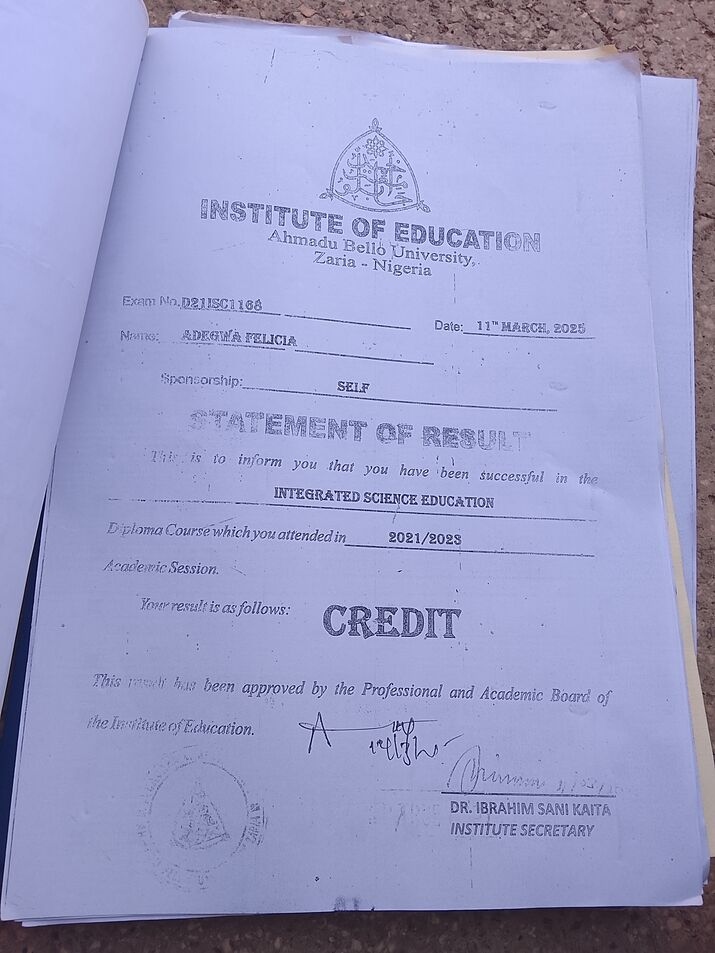 INSTITUTE OF EDUCATION
Ahmadu Bello University,
Zaria - Nigeria
Exam No. D21ISC1168
Date: 11TH MARCH, 2025
Name: ADEGWA FELICIA
Sponsorship: SELF
STATEMENT OF RESULT
This is to inform you that you have been successful in the
INTEGRATED SCIENCE EDUCATION
Diploma Course which you attended in 2021/2023
Academic Session.
Your result is as follows: CREDIT
This result has been approved by the Professional and Academic Board of
the Institute of Education.
DR. IBRAHIM SANI KAITA
INSTITUTE SECRETARY